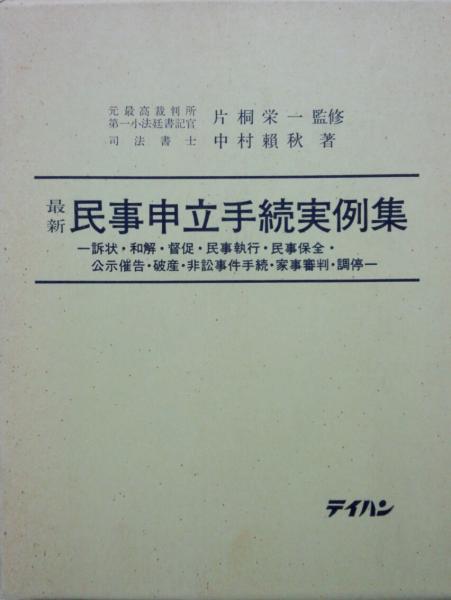 元最高裁判所
第一小法廷書記官 片桐栄一 監修
司法書士 中村頼秋 著
最新 民事申立手続実例集
―訴状・和解・督促・民事執行・民事保全・
公示催告・破産・非訟事件手続・家事審判・調停―
テイハン